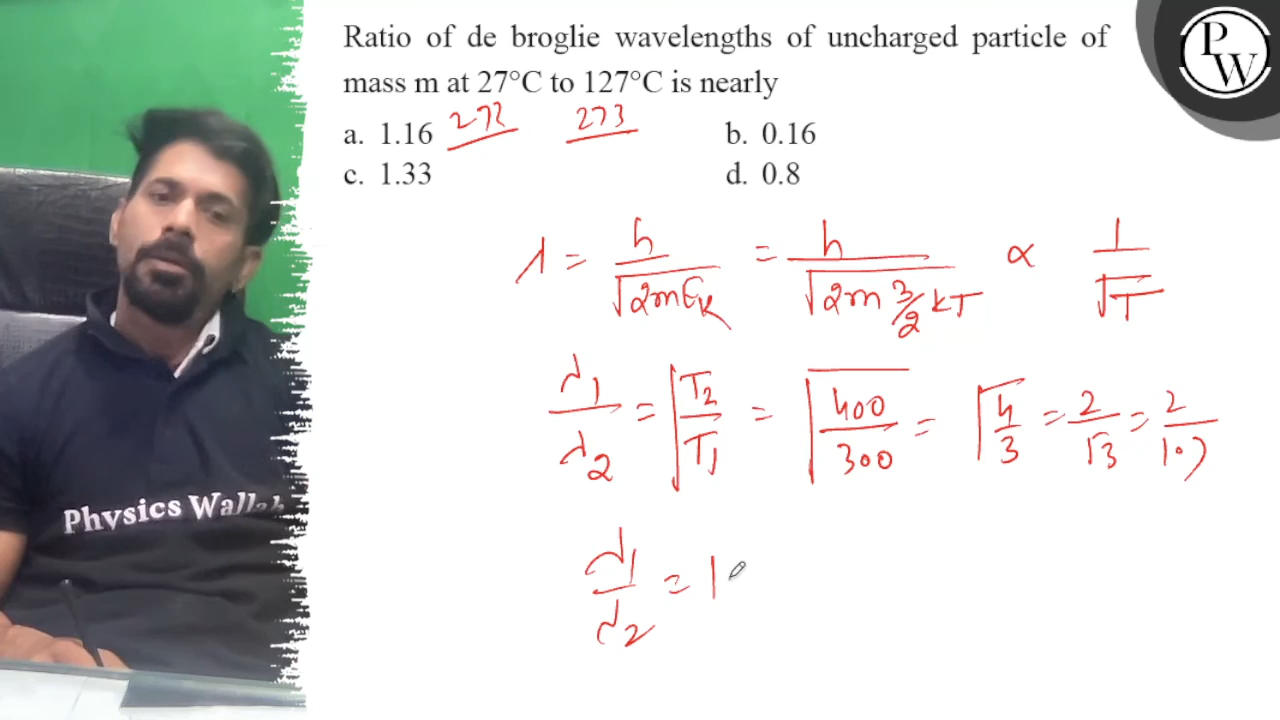 Ratio of de broglie wavelengths of uncharged particle of
mass m at 27°C to 127°C is nearly
272 273
a. 1.16 b. 0.16
c. 1.33 d. 0.8
PW
λ = h / √2mEK = h / √2m 3/2 KT ∝ 1 / √T
λ1 / λ2 = √T2 / T1 = √400 / 300 = √4 / 3 = 2 / √3 = 2 / 1.7
Physics Wallah
λ1 / λ2 = 1